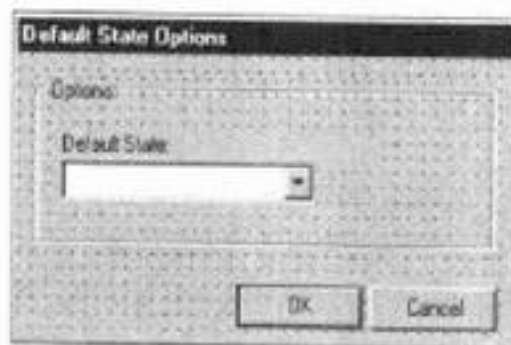 Default State Options
Options:
Default State:
OK
Cancel